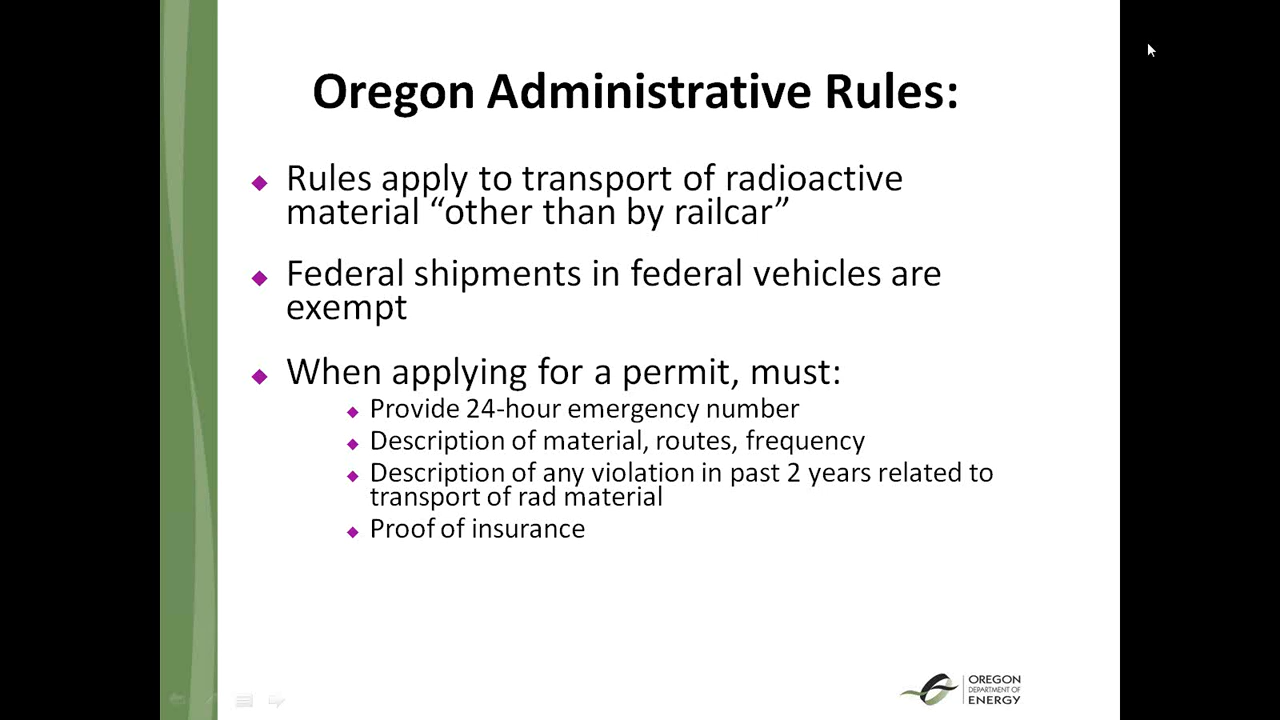 Oregon Administrative Rules:
Rules apply to transport of radioactive
material “other than by railcar”
Federal shipments in federal vehicles are
exempt
When applying for a permit, must:
Provide 24-hour emergency number
Description of material, routes, frequency
Description of any violation in past 2 years related to
transport of rad material
Proof of insurance
OREGON
DEPARTMENT OF
ENERGY